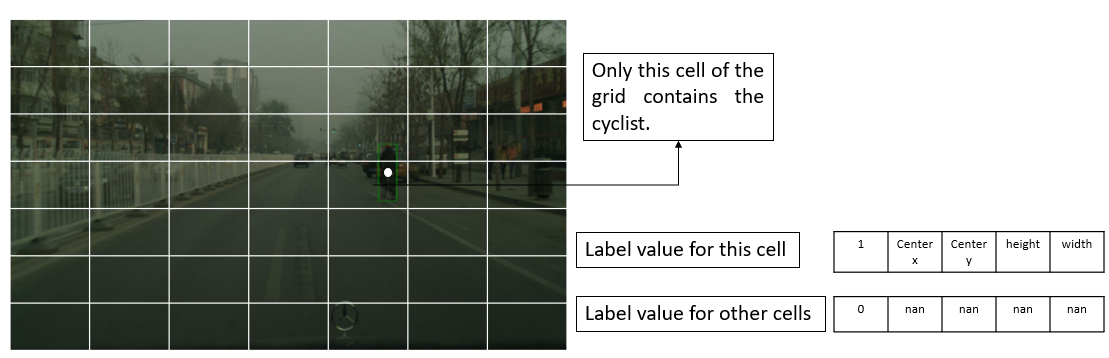 Only this cell of the
grid contains the
cyclist.
Label value for this cell
1
Center
x
Center
y
height
width
Label value for other cells
0
nan
nan
nan
nan